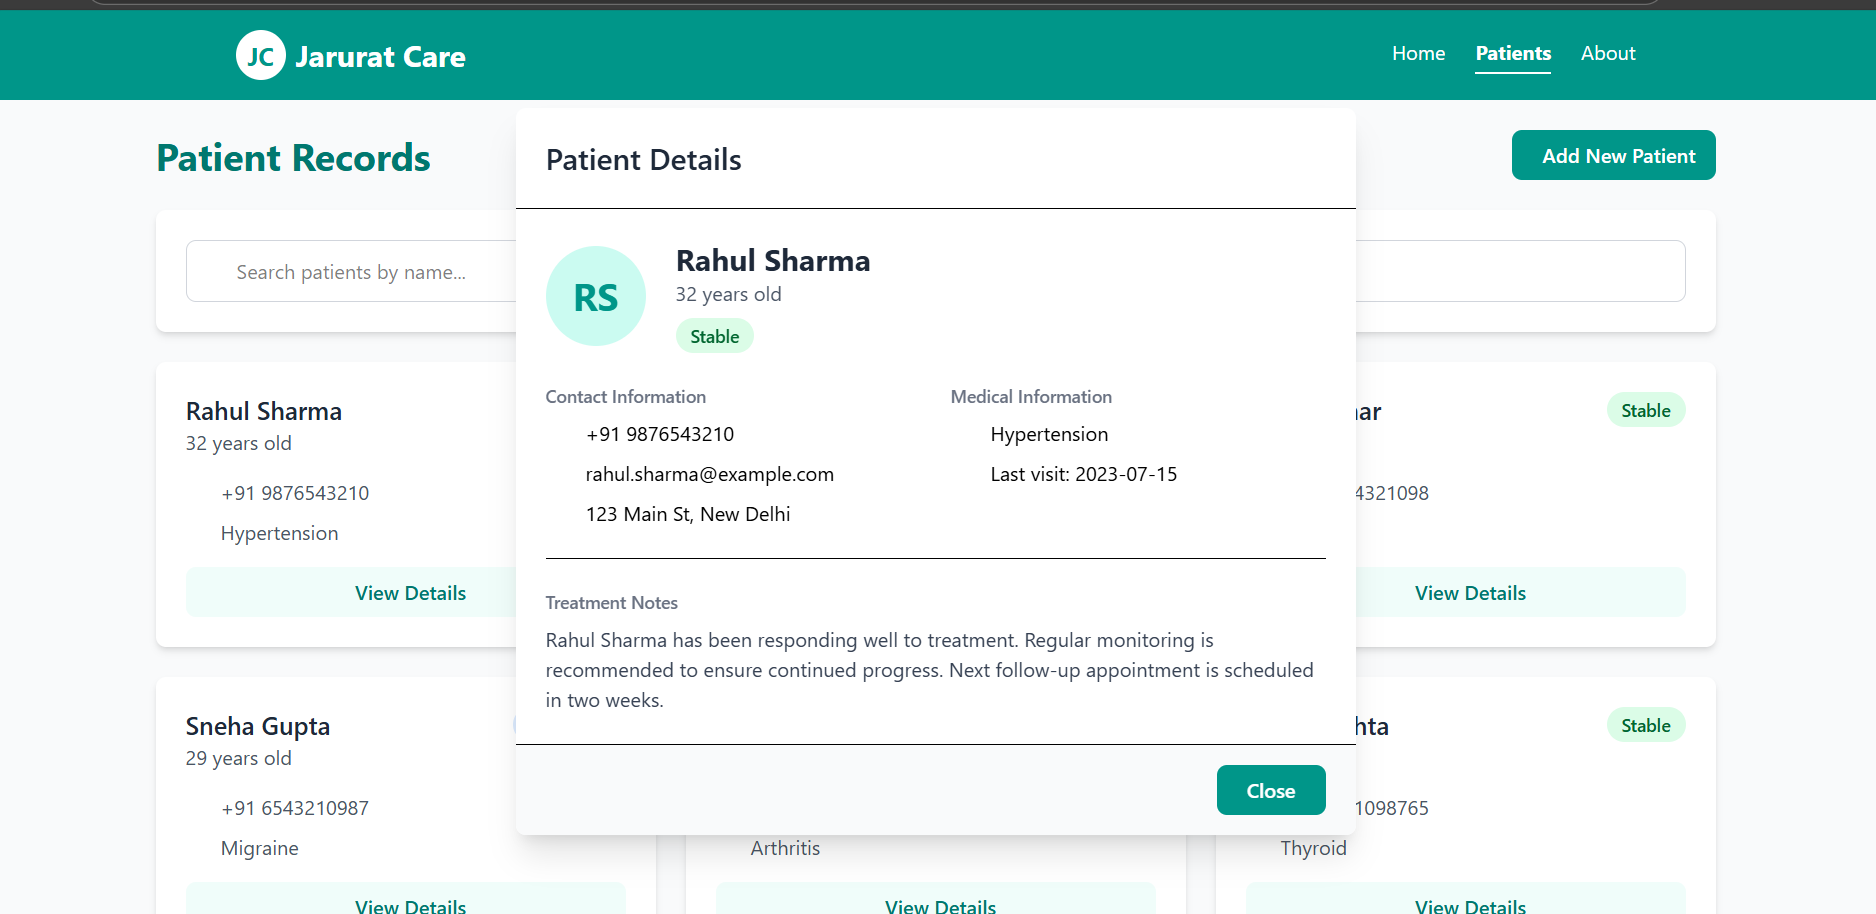 JC Jarurat Care
Home Patients About
Patient Records
Add New Patient
Search patients by name...
Patient Details
RS
Rahul Sharma
32 years old
Stable
Contact Information
+91 9876543210
rahul.sharma@example.com
123 Main St, New Delhi
Medical Information
Hypertension
Last visit: 2023-07-15
Treatment Notes
Rahul Sharma has been responding well to treatment. Regular monitoring is
recommended to ensure continued progress. Next follow-up appointment is scheduled
in two weeks.
Close
Rahul Sharma
32 years old
+91 9876543210
Hypertension
View Details
Stable
4321098
View Details
Sneha Gupta
29 years old
+91 6543210987
Migraine
View Details
Arthritis
View Details
Stable
1098765
Thyroid
View Details